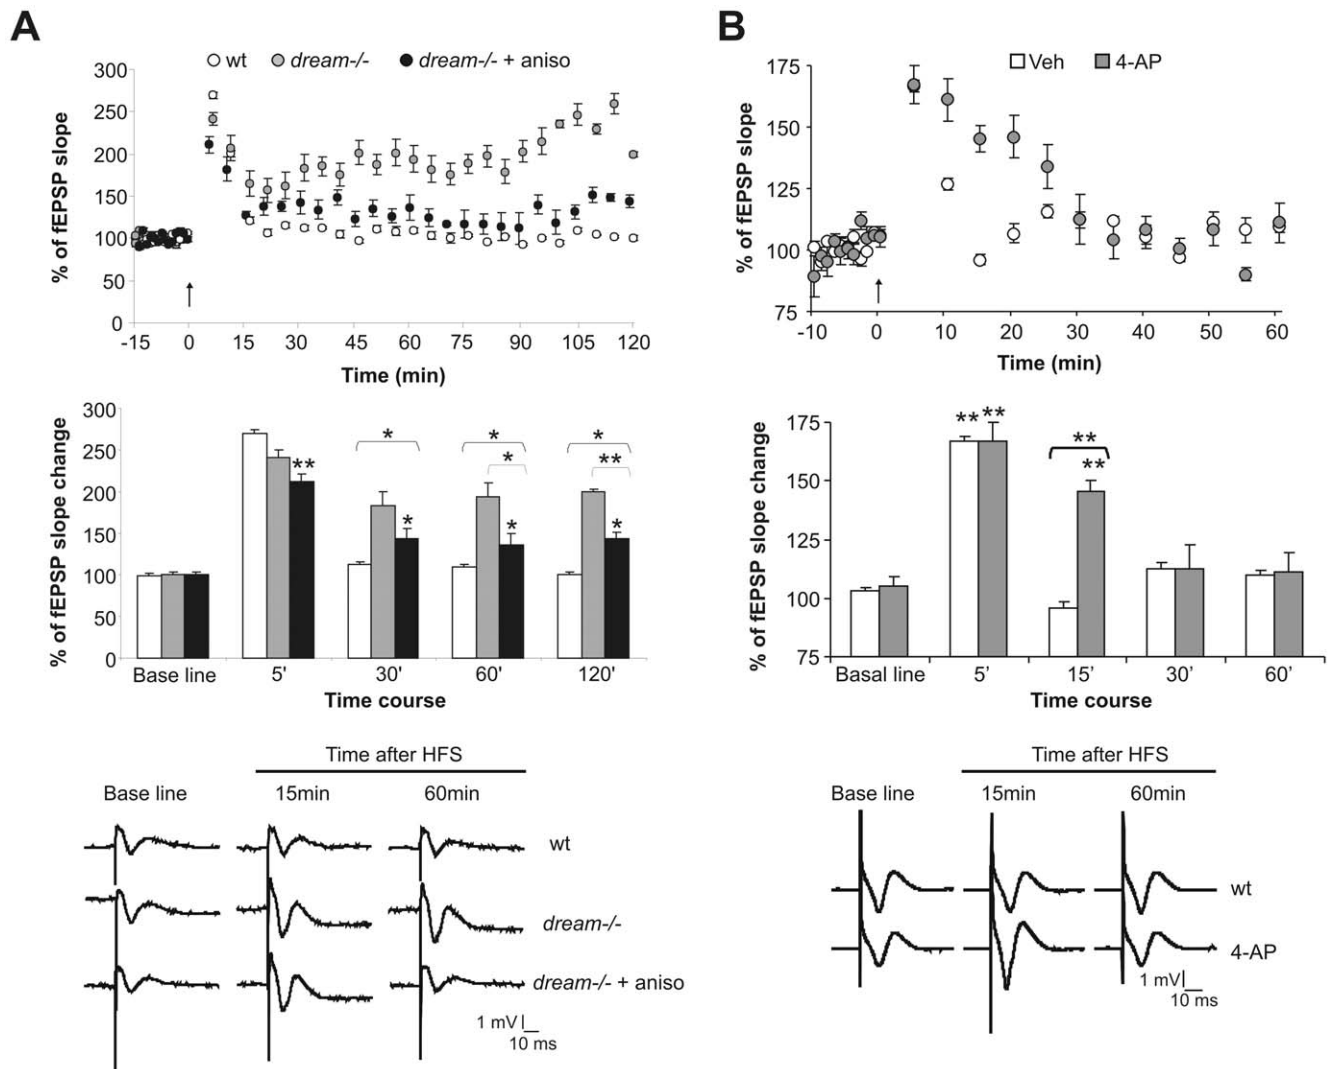 A
wt dream-/- dream-/- + aniso
% of fEPSP slope
300
250
200
150
100
50
0
-15 0 15 30 45 60 75 90 105 120
Time (min)
% of fEPSP slope change
300
250
200
150
100
50
0
**
*
*
*
*
*
*
**
*
Base line 5' 30' 60' 120'
Time course
Time after HFS
Base line 15min 60min
wt
dream-/-
dream-/- + aniso
1 mV
10 ms
B
Veh 4-AP
% of fEPSP slope
175
150
125
100
75
-10 0 10 20 30 40 50 60
Time (min)
% of fEPSP slope change
175
150
125
100
75
** **
**
**
Basal line 5' 15' 30' 60'
Time course
Time after HFS
Base line 15min 60min
wt
4-AP
1 mV
10 ms